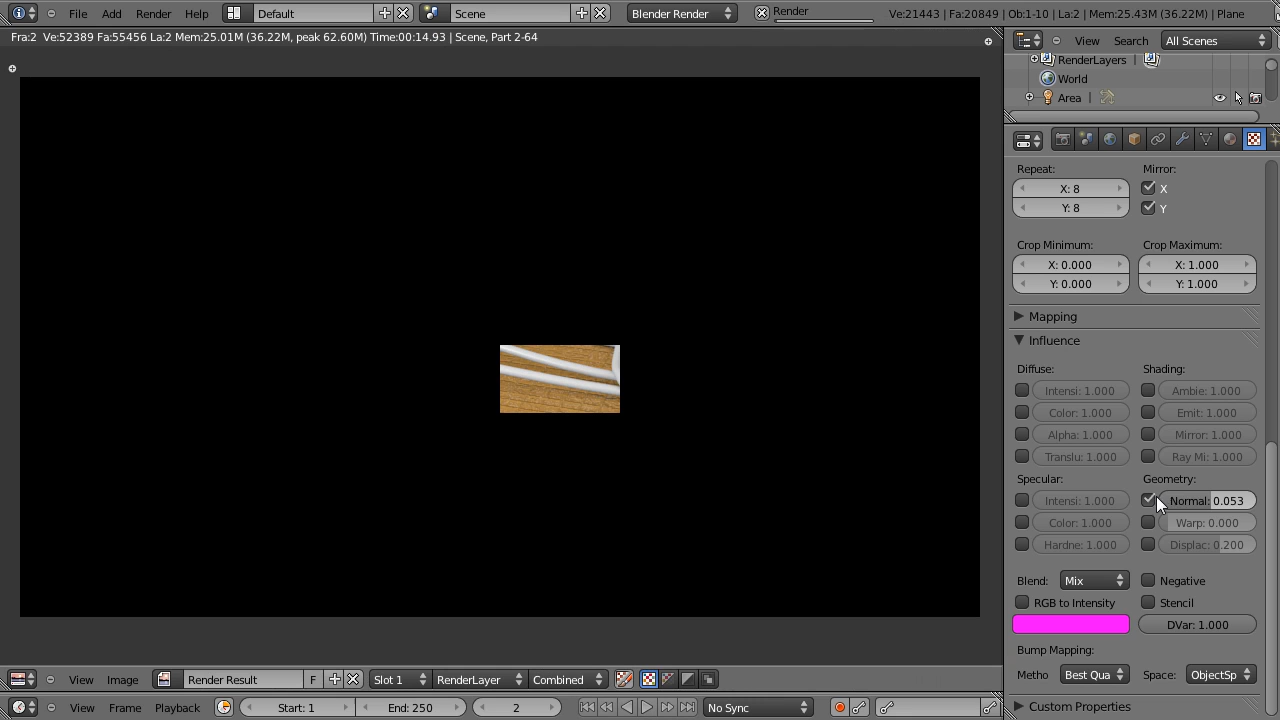 File Add Render Help Default Scene Blender Render Render Ve:21443 | Fa:20849 | Ob:1-10 | La:2 | Mem:25.43M (36.22M) | Plane
Fra:2 Ve:52389 Fa:55456 La:2 Mem:25.01M (36.22M, peak 62.60M) Time:00:14.93 | Scene, Part 2-64
View Search All Scenes
RenderLayers |
World
Area |
Repeat: Mirror:
X: 8 X
Y: 8 Y
Crop Minimum: Crop Maximum:
X: 0.000 X: 1.000
Y: 0.000 Y: 1.000
Mapping
Influence
Diffuse: Shading:
Intensi: 1.000 Ambie: 1.000
Color: 1.000 Emit: 1.000
Alpha: 1.000 Mirror: 1.000
Translu: 1.000 Ray Mi: 1.000
Specular: Geometry:
Intensi: 1.000 Normal: 0.053
Color: 1.000 Warp: 0.000
Hardne: 1.000 Displac: 0.200
Blend: Mix Negative
RGB to Intensity Stencil
DVar: 1.000
Bump Mapping:
Metho Best Qua Space: ObjectSp
Custom Properties
View Image Render Result F Slot 1 RenderLayer Combined
View Frame Playback Start: 1 End: 250 2 No Sync